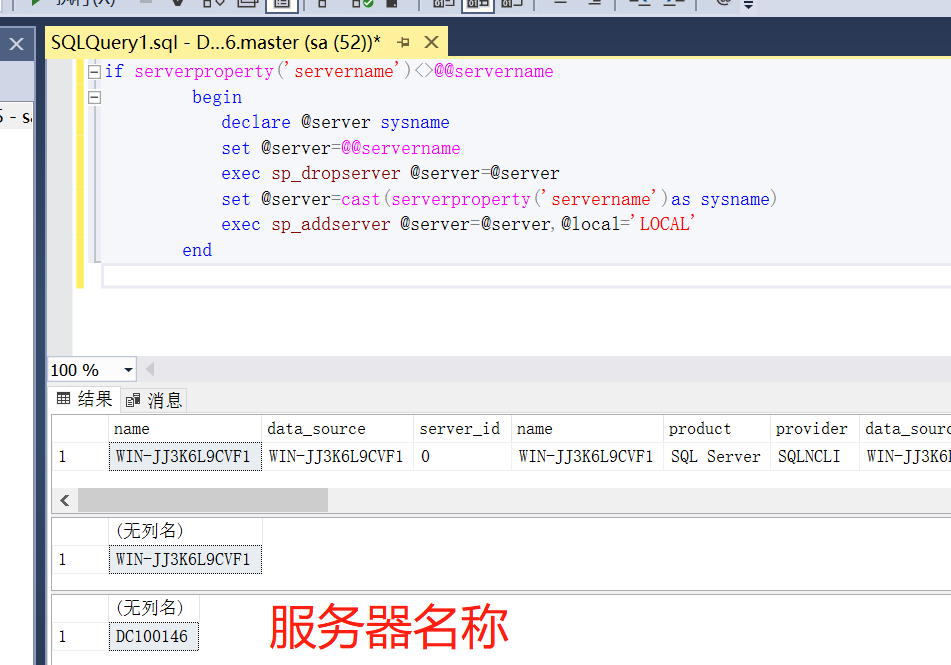 SQLQuery1.sql - D...6.master (sa (52))*
if serverproperty('servername')<>@@servername
begin
declare @server sysname
set @server=@@servername
exec sp_dropserver @server=@server
set @server=cast(serverproperty('servername')as sysname)
exec sp_addserver @server=@server,@local='LOCAL'
end
100 %
结果 消息
name data_source server_id name product provider data_sourc
1 WIN-JJ3K6L9CVF1 WIN-JJ3K6L9CVF1 0 WIN-JJ3K6L9CVF1 SQL Server SQLNCLI WIN-JJ3K6
(无列名)
1 WIN-JJ3K6L9CVF1
(无列名)
1 DC100146
服务器名称